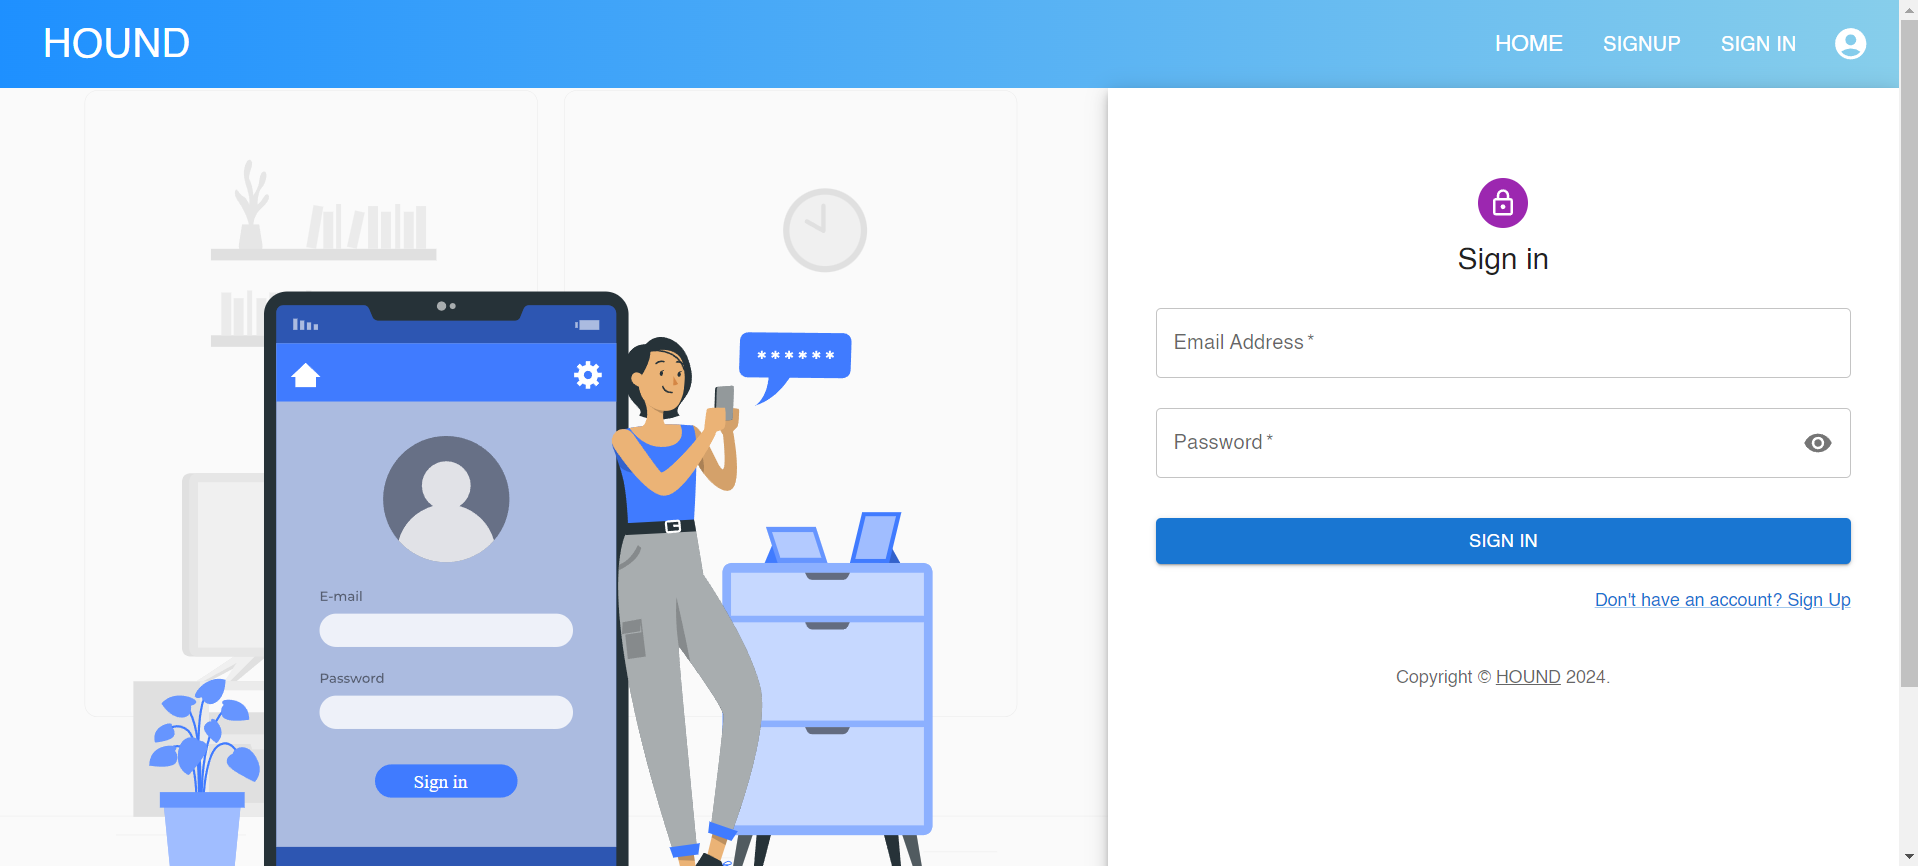 HOUND
HOME SIGNUP SIGN IN
******
E-mail
Password
Sign in
Sign in
Email Address *
Password *
SIGN IN
Don't have an account? Sign Up
Copyright © HOUND 2024.